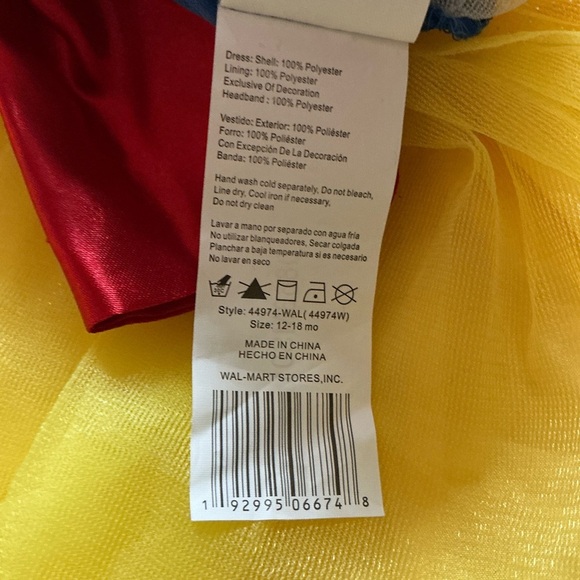 Dress: Shell: 100% Polyester
Lining: 100% Polyester
Exclusive Of Decoration
Headband : 100% Polyester
Vestido: Exterior: 100% Poliéster
Forro: 100% Poliéster
Con Excepción De La Decoración
Banda: 100% Poliéster
Hand wash cold separately, Do not bleach,
Line dry, Cool iron if necessary,
Do not dry clean
Lavar a mano por separado con agua fría
No utilizar blanqueadores, Secar colgada
Planchar a baja temperatura si es necesario
No lavar en seco
Style: 44974-WAL( 44974W)
Size: 12-18 mo
MADE IN CHINA
HECHO EN CHINA
WAL-MART STORES,INC.
1 92995 06674 8